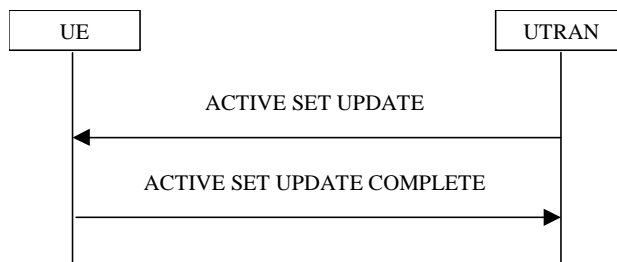 UE
UTRAN
ACTIVE SET UPDATE
ACTIVE SET UPDATE COMPLETE